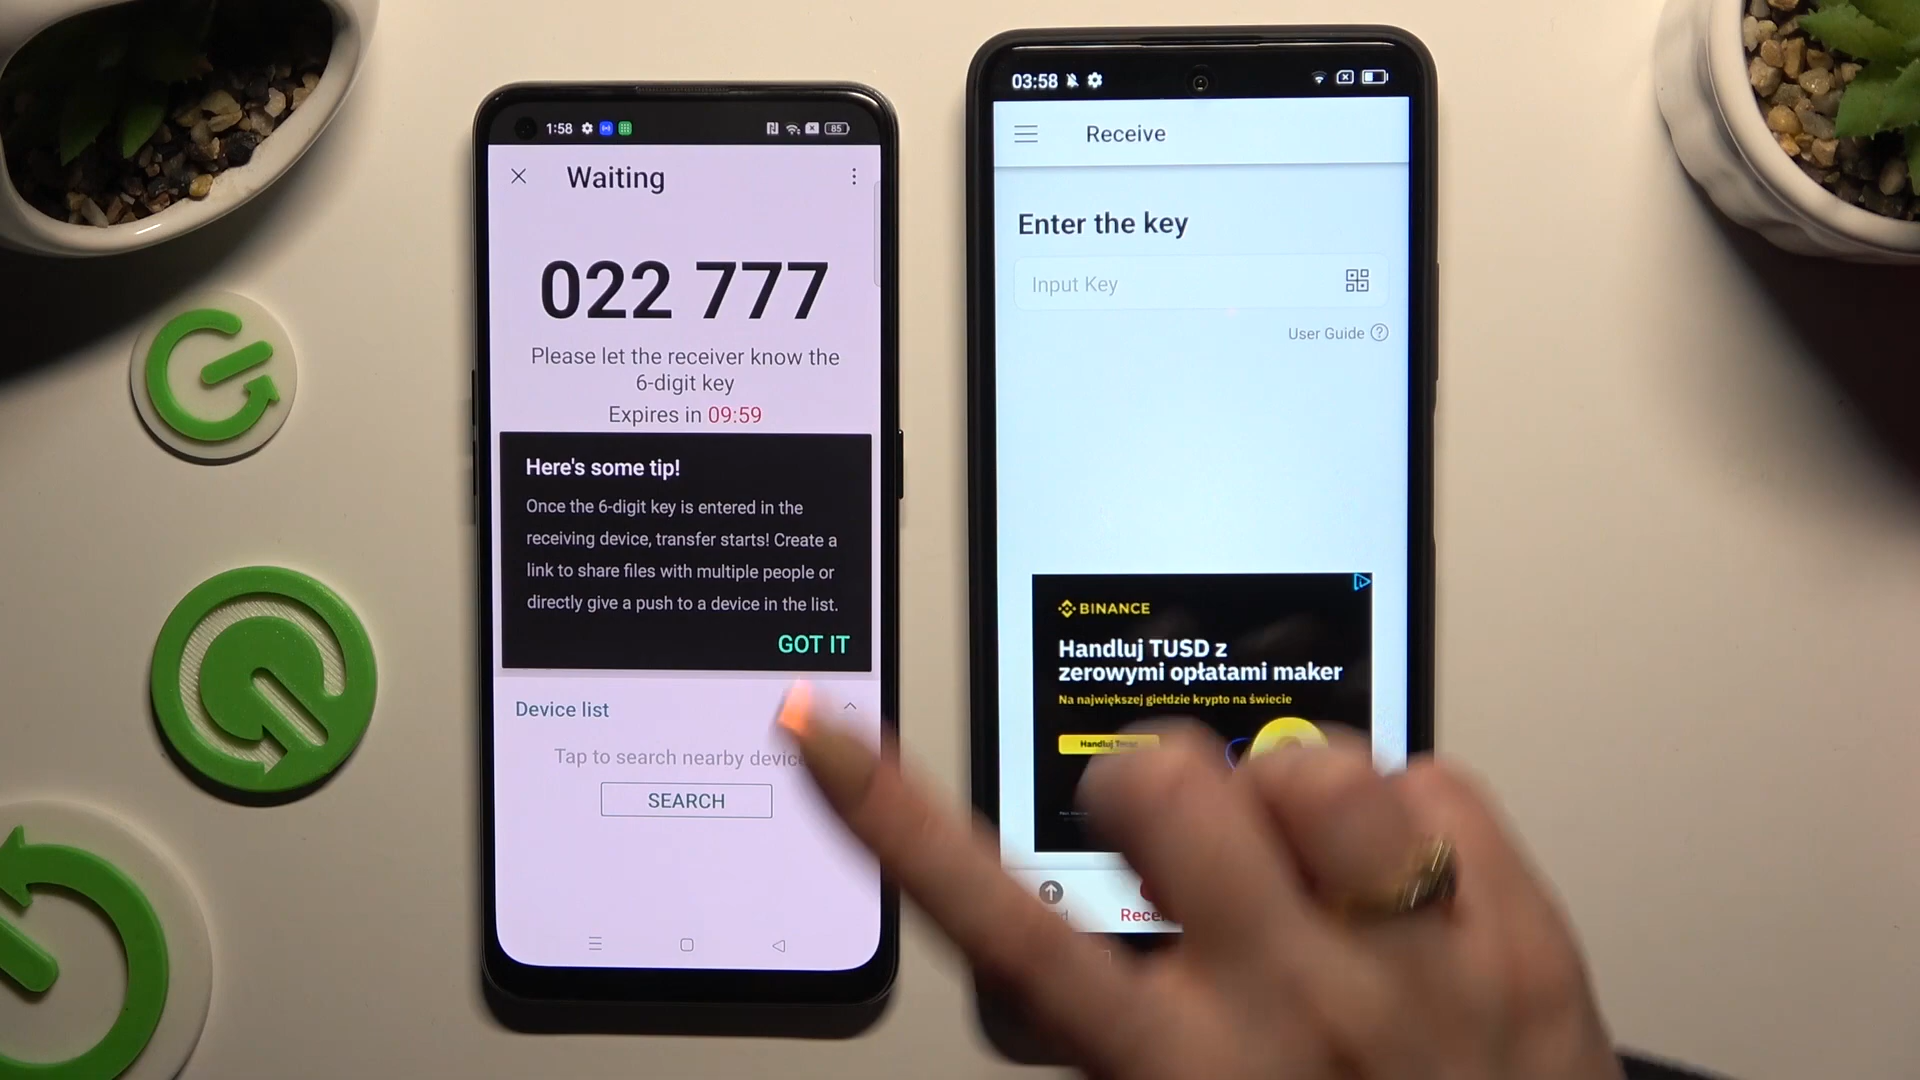 1:58
85
Waiting
022 777
Please let the receiver know the
6-digit key
Expires in 09:59
Here's some tip!
Once the 6-digit key is entered in the
receiving device, transfer starts! Create a
link to share files with multiple people or
directly give a push to a device in the list.
GOT IT
Device list
Tap to search nearby devic
SEARCH
03:58
Receive
Enter the key
Input Key
User Guide
BINANCE
Handluj TUSD z
zerowymi opłatami maker
Na największej giełdzie krypto na świecie
Handluj TUSD
Rece